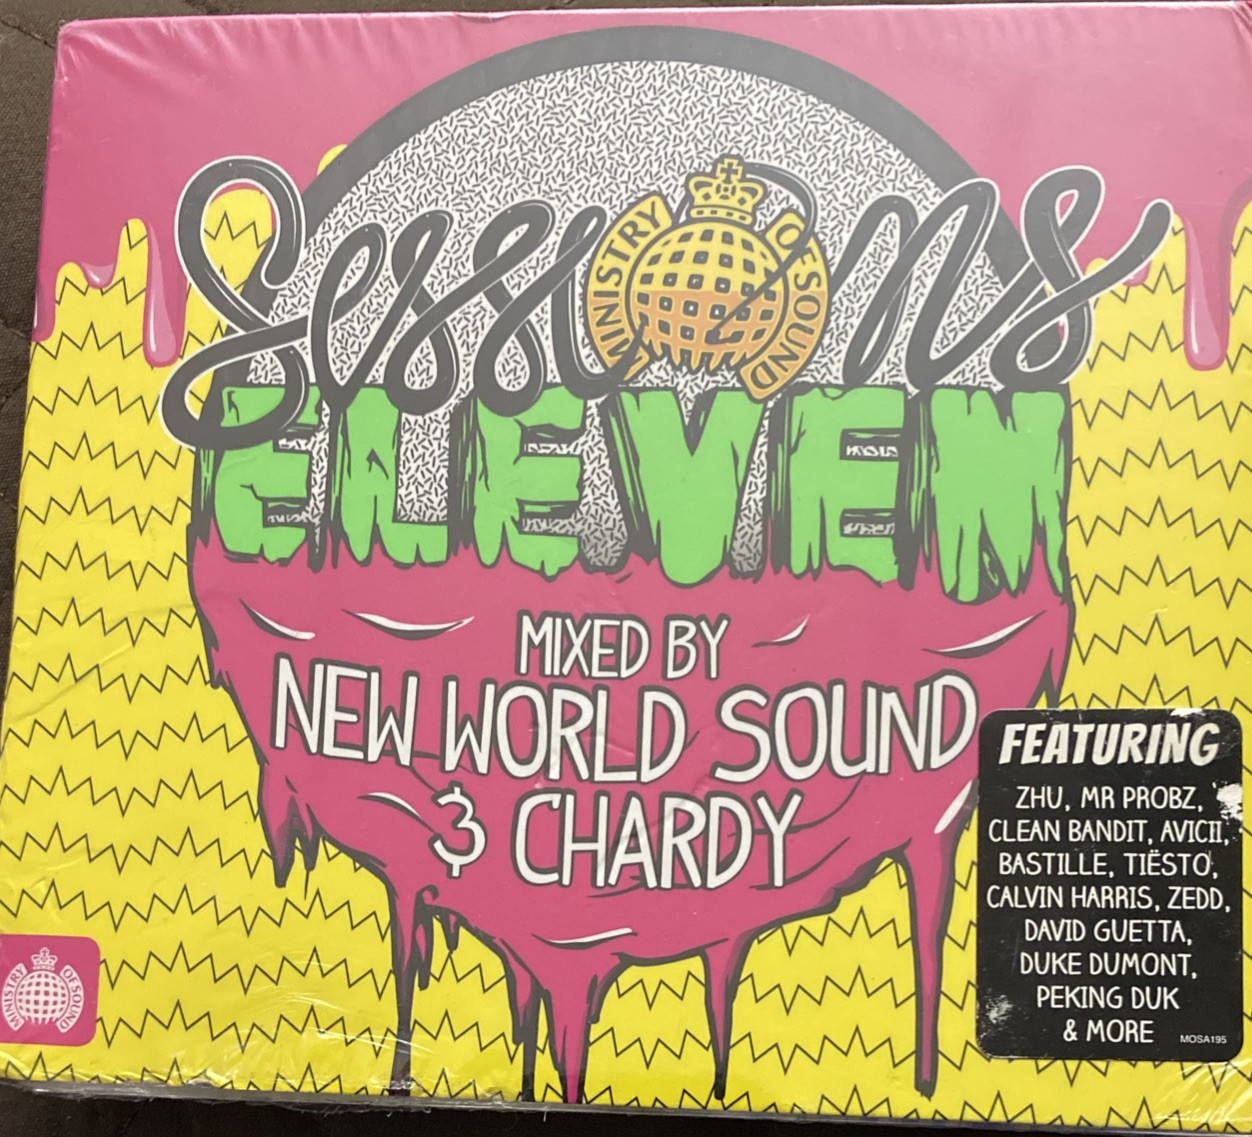 Sessions
MINISTRY OF SOUND
ELEVEN
MIXED BY
NEW WORLD SOUND
& CHARDY
FEATURING
ZHU, MR PROBZ,
CLEAN BANDIT, AVICII,
BASTILLE, TIËSTO,
CALVIN HARRIS, ZEDD,
DAVID GUETTA,
DUKE DUMONT,
PEKING DUK
& MORE
MOSA195
MINISTRY OF SOUND